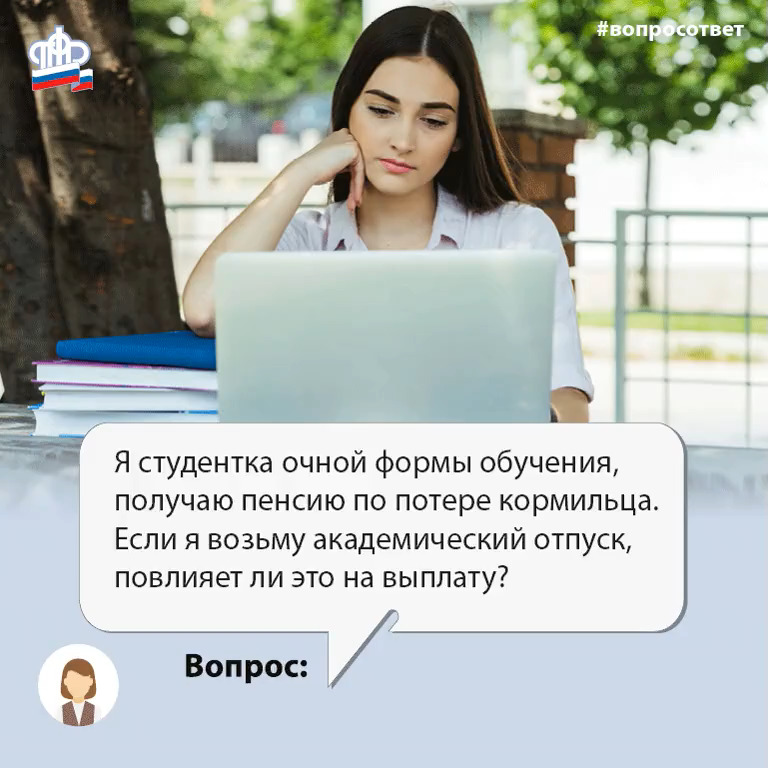 #вопросответ
Я студентка очной формы обучения,
получаю пенсию по потере кормильца.
Если я возьму академический отпуск,
повлияет ли это на выплату?
Вопрос: